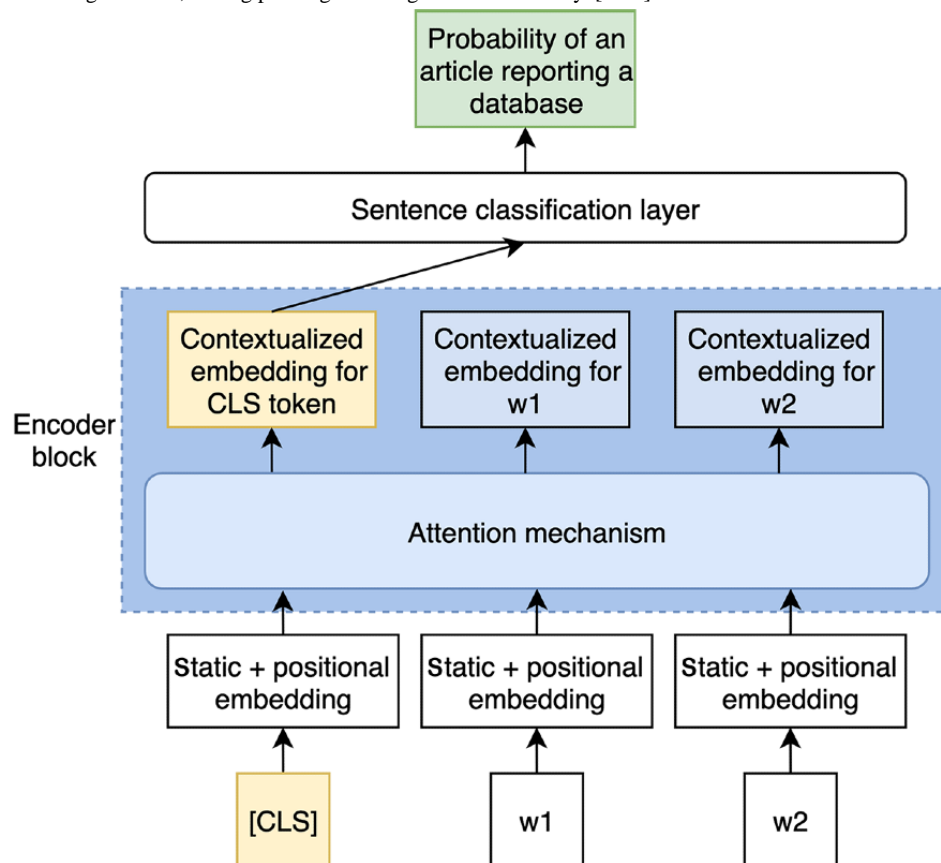 Probability of an
article reporting a
database
Sentence classification layer
Contextualized
embedding for
CLS token
Contextualized
embedding for
w1
Contextualized
embedding for
w2
Encoder
block
Attention mechanism
Static + positional
embedding
Static + positional
embedding
Static + positional
embedding
[CLS]
w1
w2